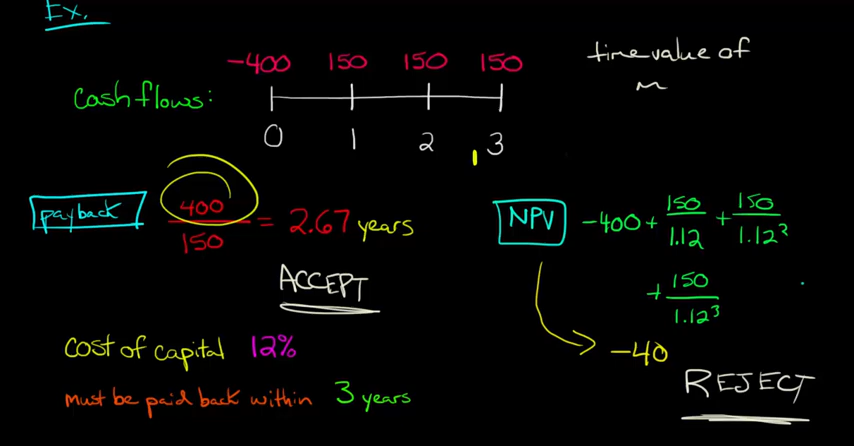 Ex.
-400 150 150 150
time value of
m
cash flows:
0 1 2 3
payback
400
150
= 2.67 years
ACCEPT
NPV
-400 + 150/1.12 + 150/1.12²
+ 150/1.12³
-40
REJECT
cost of capital 12%
must be paid back within 3 years